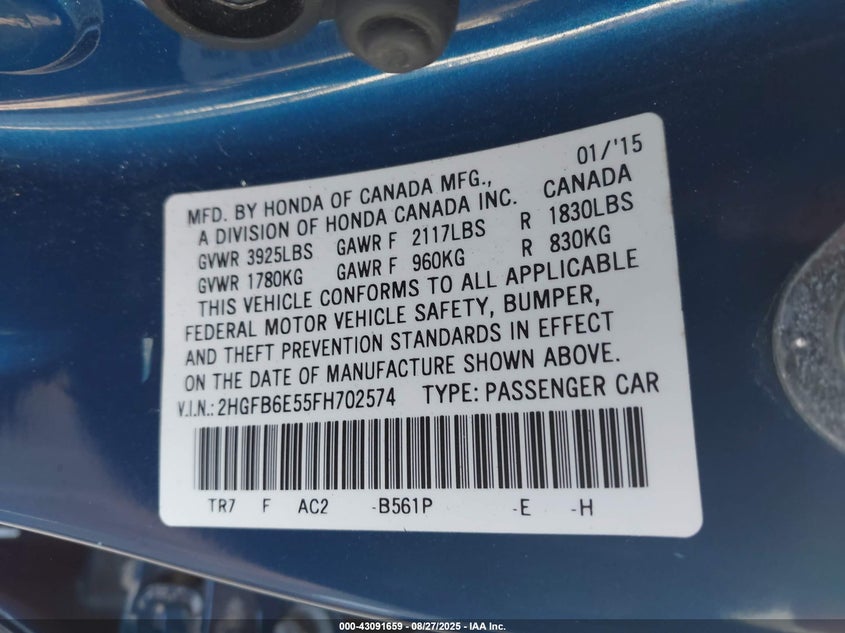 01/'15
MFD. BY HONDA OF CANADA MFG.,
A DIVISION OF HONDA CANADA INC. CANADA
GVWR 3925LBS GAWR F 2117LBS R 1830LBS
GVWR 1780KG GAWR F 960KG R 830KG
THIS VEHICLE CONFORMS TO ALL APPLICABLE
FEDERAL MOTOR VEHICLE SAFETY, BUMPER,
AND THEFT PREVENTION STANDARDS IN EFFECT
ON THE DATE OF MANUFACTURE SHOWN ABOVE.
V.I.N.: 2HGFB6E55FH702574 TYPE: PASSENGER CAR
TR7 F AC2 -B561P -E -H
000-43091659 - 08/27/2025 - IAA Inc.